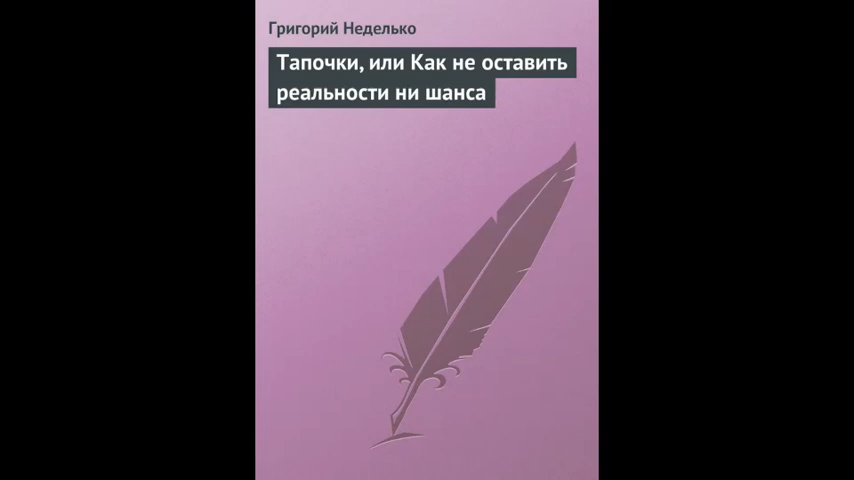 Григорий Неделько
Тапочки, или Как не оставить
реальности ни шанса